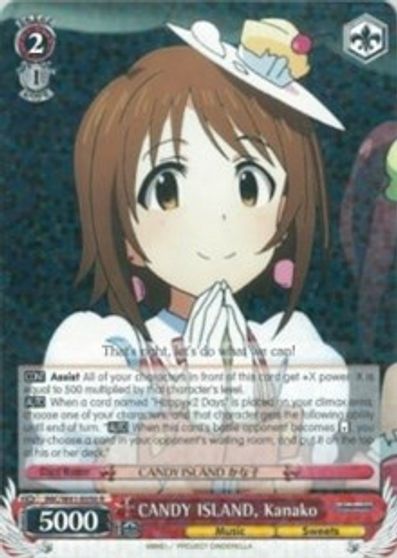 2
1
That's right, let's do what we can!
CONT Assist All of your characters in front of this card get +X power. X is
equal to 500 multiplied by that character's level.
AUTO When a card named "Happy×2 Days" is placed on your climax area,
choose one of your characters, and that character gets the following ability
until end of turn. "AUTO When this card's battle opponent becomes, you
may choose a card in your opponent's waiting room, and put it on the top
of his or her deck."
CANDY ISLAND かな子
5000
CANDY ISLAND, Kanako
Music
Sweets
PROJECT CINDERELLA